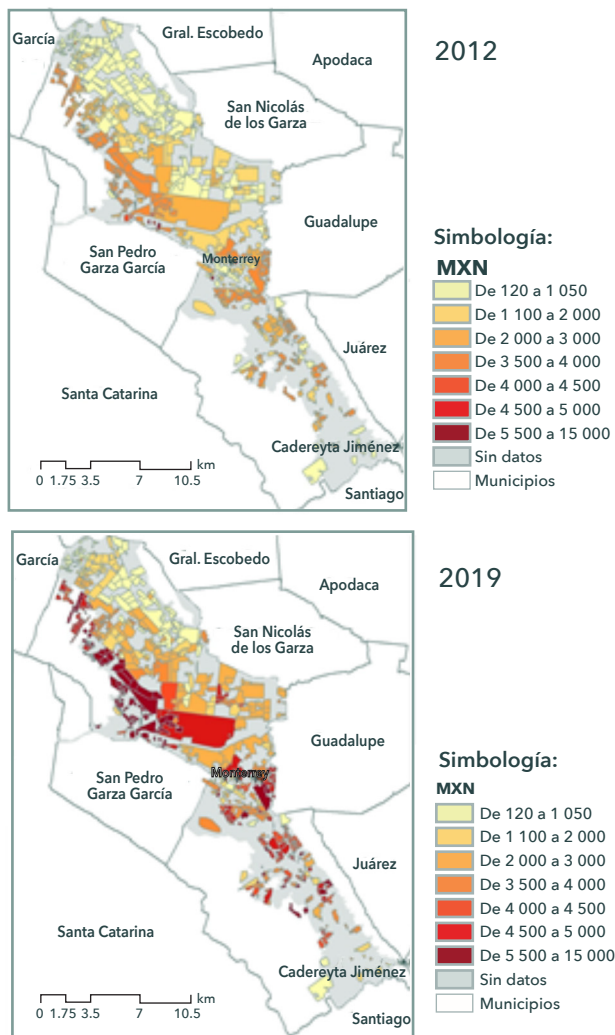 2012
García
Gral. Escobedo
Apodaca
San Nicolás
de los Garza
Guadalupe
San Pedro
Garza García
Monterrey
Juárez
Santa Catarina
Cadereyta Jiménez
Santiago
km
0 1.75 3.5 7 10.5
Simbología:
MXN
De 120 a 1 050
De 1 100 a 2 000
De 2 000 a 3 000
De 3 500 a 4 000
De 4 000 a 4 500
De 4 500 a 5 000
De 5 500 a 15 000
Sin datos
Municipios
2019
García
Gral. Escobedo
Apodaca
San Nicolás
de los Garza
Guadalupe
San Pedro
Garza García
Monterrey
Juárez
Santa Catarina
Cadereyta Jiménez
Santiago
km
0 1.75 3.5 7 10.5
Simbología:
MXN
De 120 a 1 050
De 1 100 a 2 000
De 2 000 a 3 000
De 3 500 a 4 000
De 4 000 a 4 500
De 4 500 a 5 000
De 5 500 a 15 000
Sin datos
Municipios